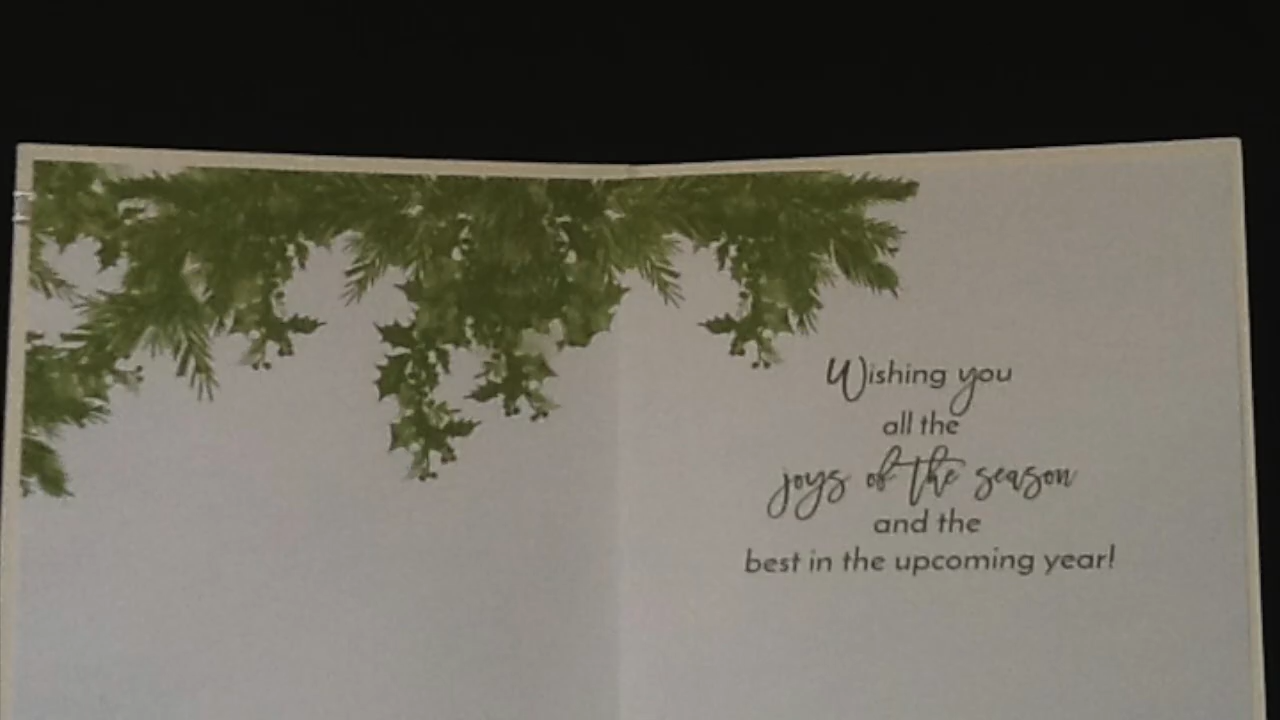 Wishing you
all the
joys of the season
and the
best in the upcoming year!